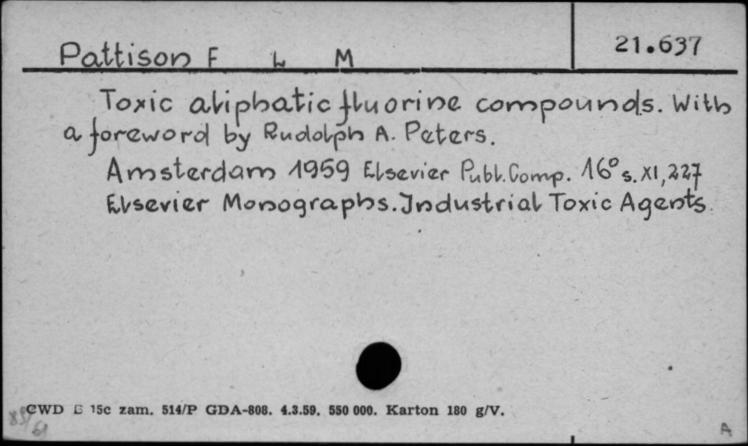 Pattison F L M
21.637
Toxic aliphatic fluorine compounds. With
a foreword by Rudolph A. Peters.
Amsterdam 1959 Elsevier Publ. Comp. 16° s. XI, 227
Elsevier Monographs. Industrial Toxic Agents.
CWD E 15c zam. 514/P GDA-808. 4.3.59. 550 000. Karton 180 g/V.
A